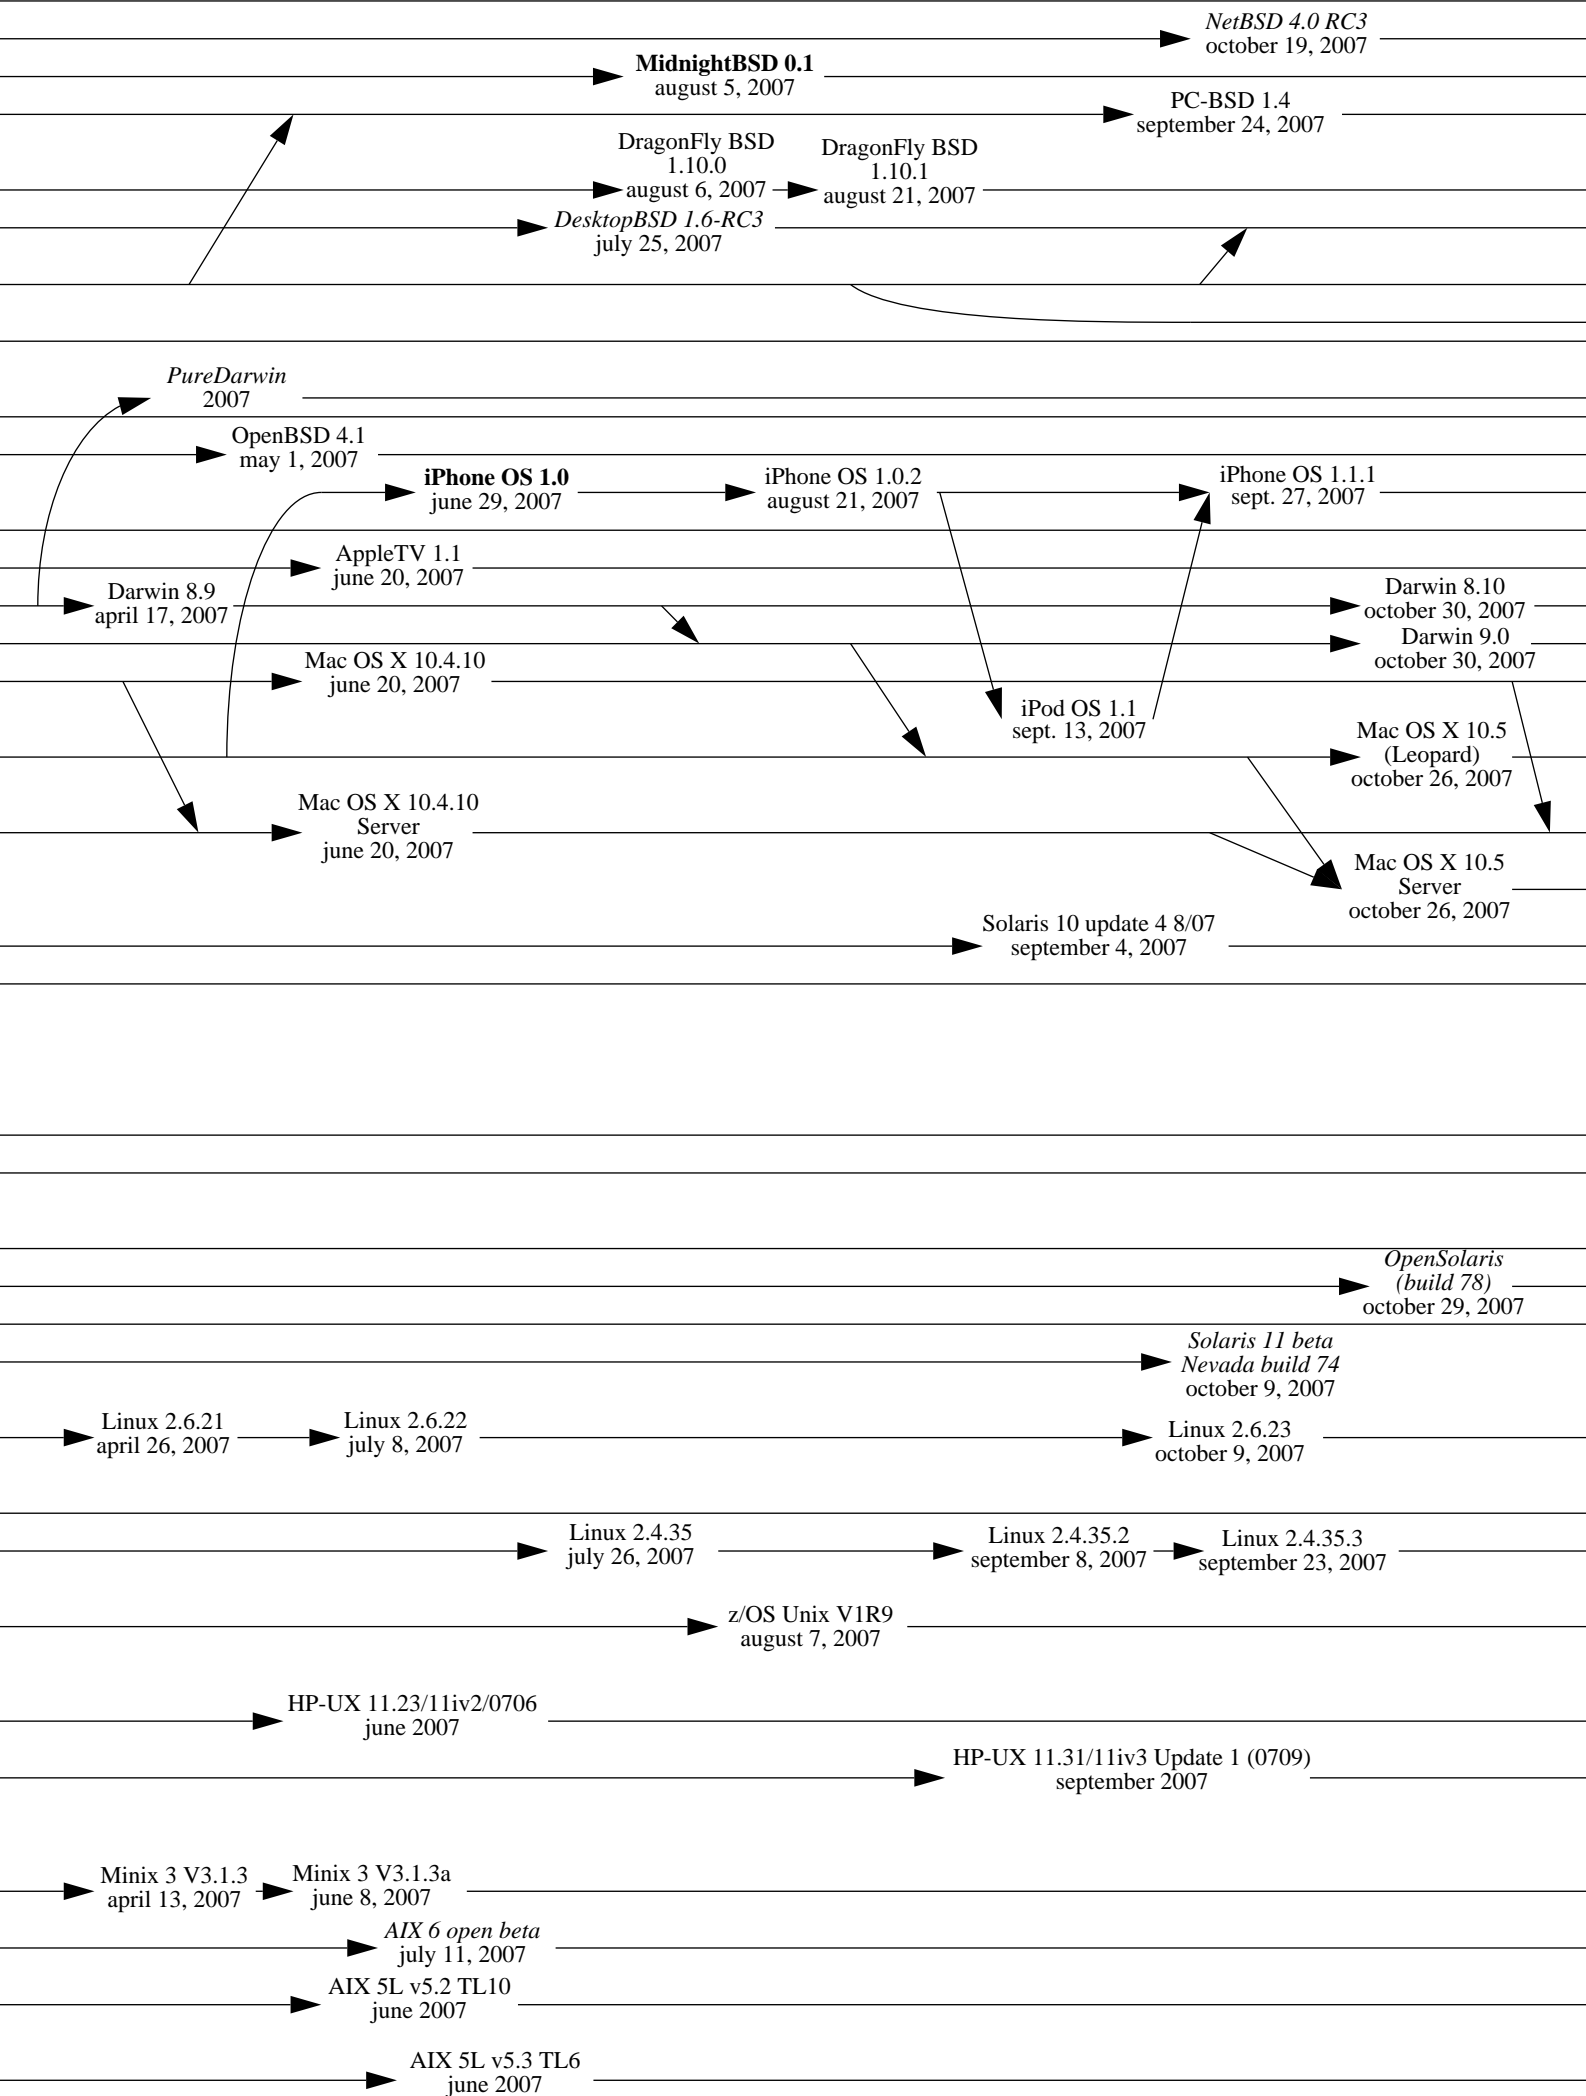 NetBSD 4.0 RC3
october 19, 2007
MidnightBSD 0.1
august 5, 2007
PC-BSD 1.4
september 24, 2007
DragonFly BSD
1.10.0
august 6, 2007
DragonFly BSD
1.10.1
august 21, 2007
DesktopBSD 1.6-RC3
july 25, 2007
PureDarwin
2007
OpenBSD 4.1
may 1, 2007
iPhone OS 1.0
june 29, 2007
iPhone OS 1.0.2
august 21, 2007
iPhone OS 1.1.1
sept. 27, 2007
AppleTV 1.1
june 20, 2007
Darwin 8.9
april 17, 2007
Darwin 8.10
october 30, 2007
Darwin 9.0
october 30, 2007
Mac OS X 10.4.10
june 20, 2007
iPod OS 1.1
sept. 13, 2007
Mac OS X 10.5
(Leopard)
october 26, 2007
Mac OS X 10.4.10
Server
june 20, 2007
Mac OS X 10.5
Server
october 26, 2007
Solaris 10 update 4 8/07
september 4, 2007
OpenSolaris
(build 78)
october 29, 2007
Solaris 11 beta
Nevada build 74
october 9, 2007
Linux 2.6.21
april 26, 2007
Linux 2.6.22
july 8, 2007
Linux 2.6.23
october 9, 2007
Linux 2.4.35
july 26, 2007
Linux 2.4.35.2
september 8, 2007
Linux 2.4.35.3
september 23, 2007
z/OS Unix V1R9
august 7, 2007
HP-UX 11.23/11iv2/0706
june 2007
HP-UX 11.31/11iv3 Update 1 (0709)
september 2007
Minix 3 V3.1.3
april 13, 2007
Minix 3 V3.1.3a
june 8, 2007
AIX 6 open beta
july 11, 2007
AIX 5L v5.2 TL10
june 2007
AIX 5L v5.3 TL6
june 2007